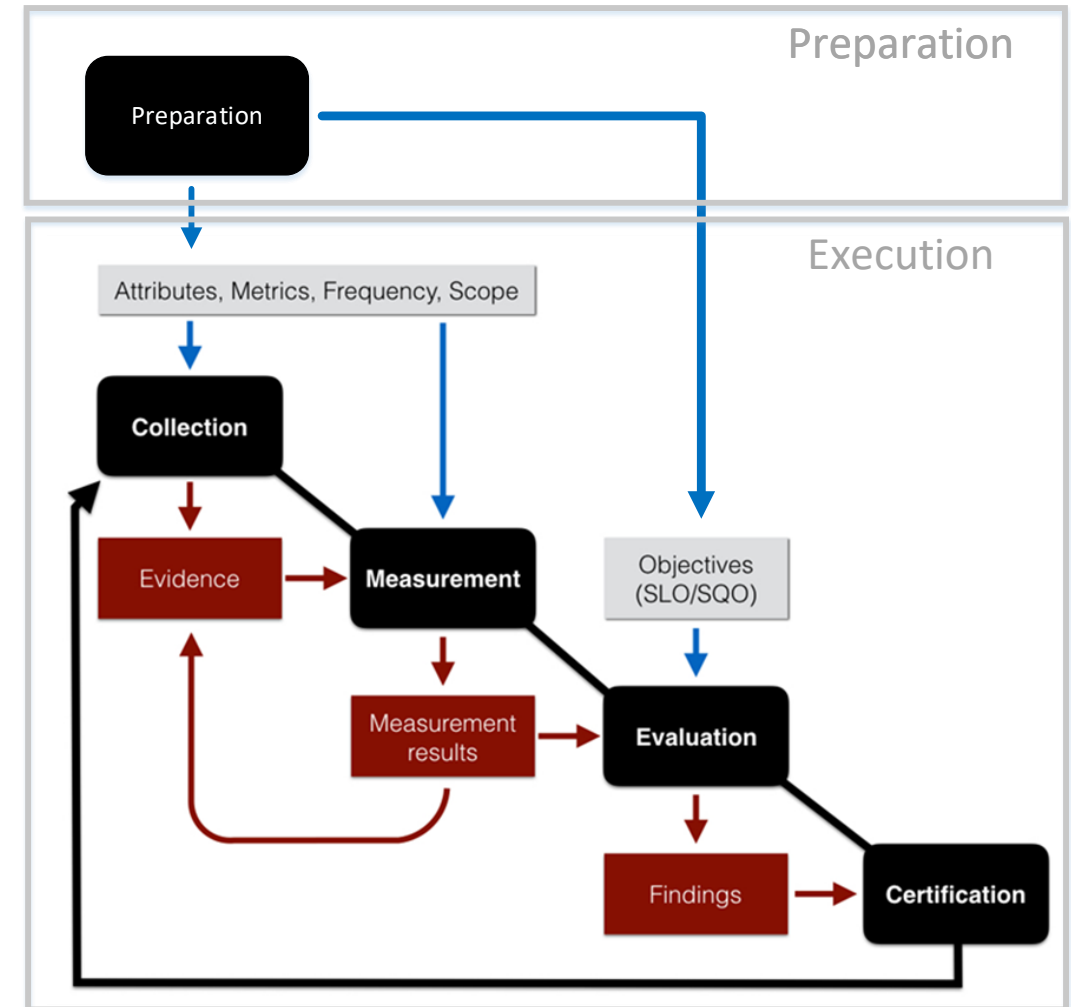 Preparation
Preparation
Execution
Attributes, Metrics, Frequency, Scope
Collection
Evidence
Measurement
Objectives
(SLO/SQO)
Measurement
results
Evaluation
Findings
Certification